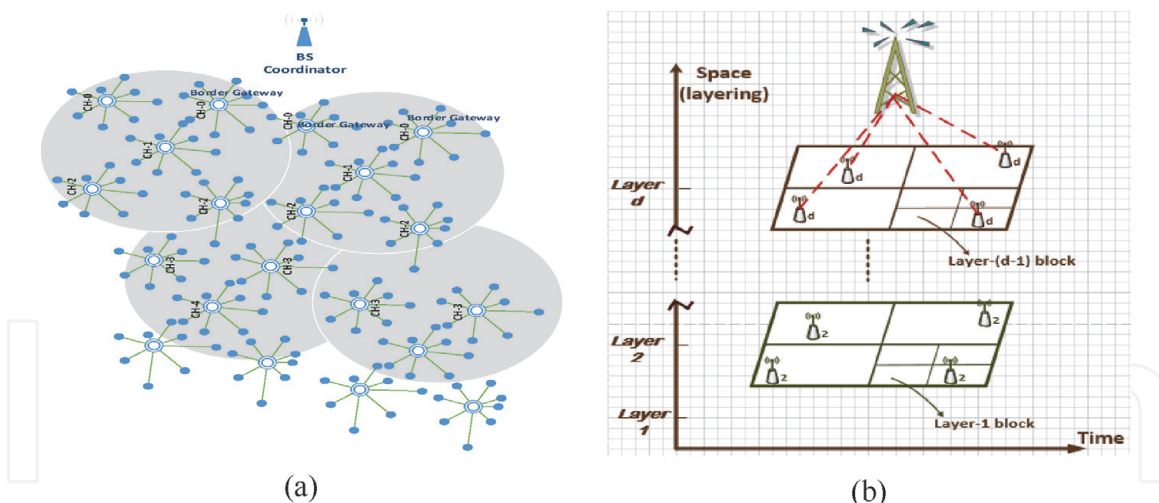 BS
Coordinator
CH-0
Border Gateway
CH-0
CH-0
Border Gateway
Border Gateway
CH-0
CH-1
CH-1
CH-2
CH-2
CH-2
CH-2
CH-3
CH-3
CH-4
CH-3
CH-3
(a)
Space
(layering)
Layer
d
d
d
d
d
Layer-(d-1) block
Layer
2
2
2
2
2
Layer-1 block
Layer
1
Time
(b)